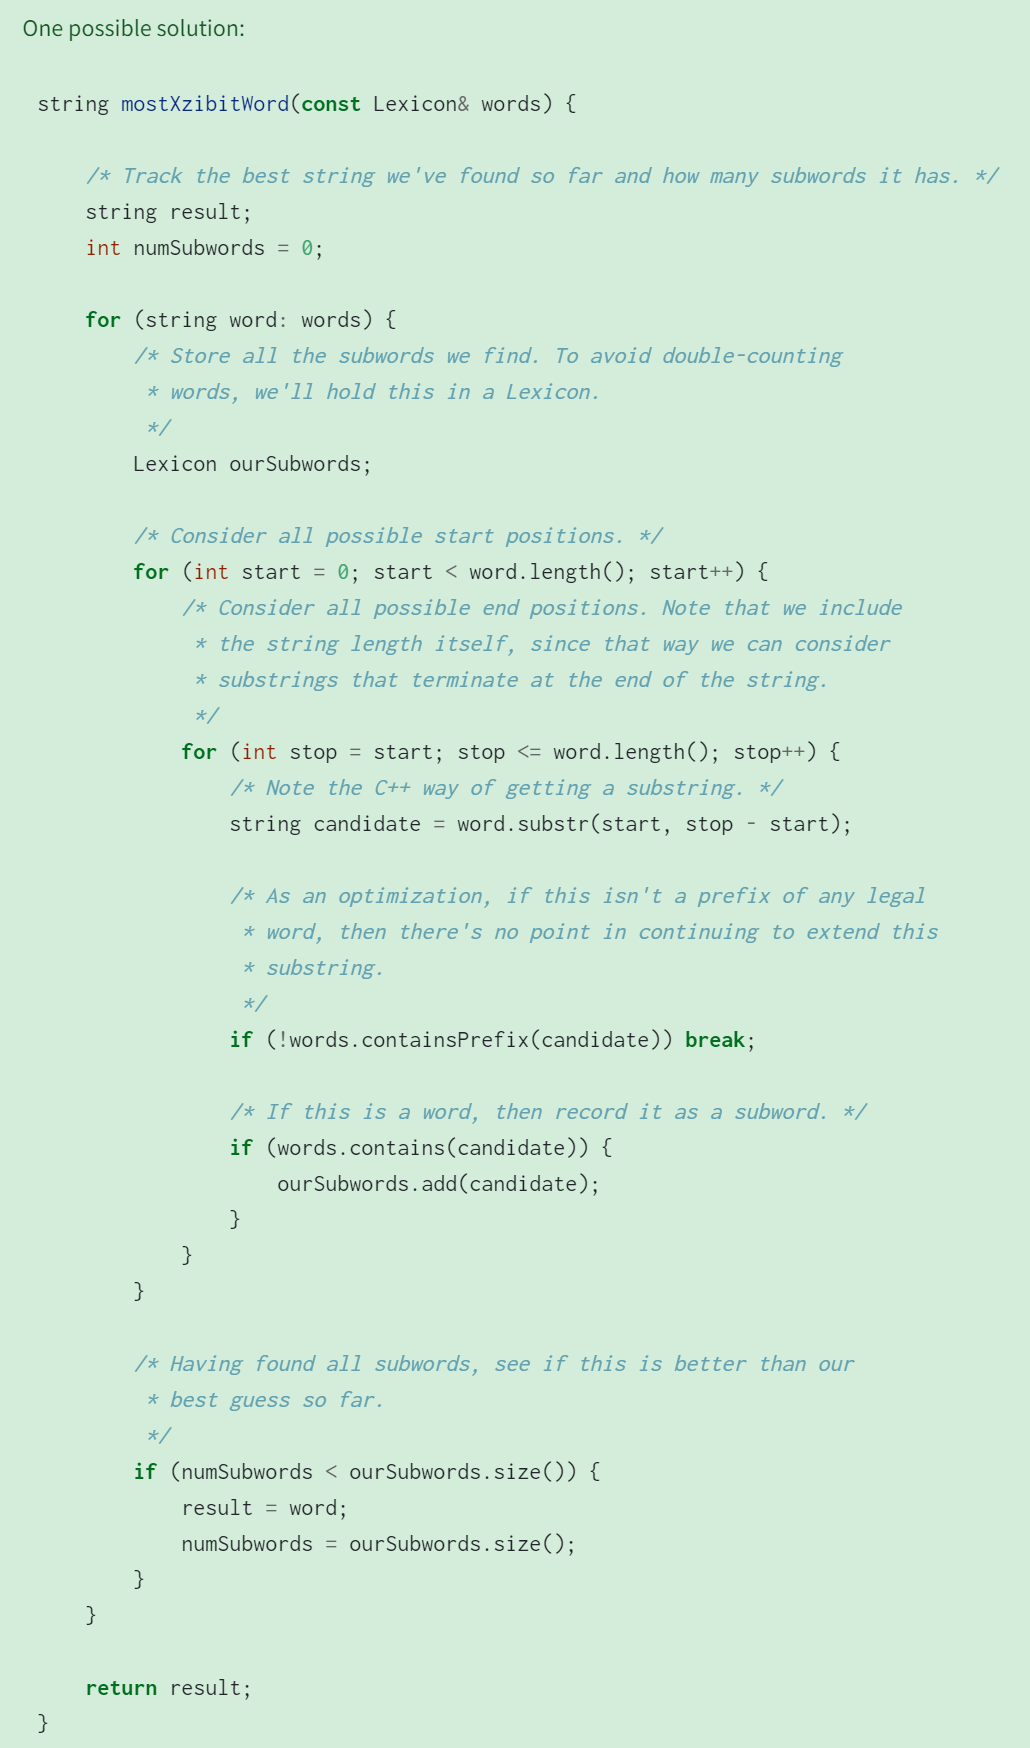 One possible solution:
string mostXzibitWord(const Lexicon& words) {
    /* Track the best string we've found so far and how many subwords it has. */
    string result;
    int numSubwords = 0;
    for (string word: words) {
        /* Store all the subwords we find. To avoid double-counting
         * words, we'll hold this in a Lexicon.
         */
        Lexicon ourSubwords;
        /* Consider all possible start positions. */
        for (int start = 0; start < word.length(); start++) {
            /* Consider all possible end positions. Note that we include
             * the string length itself, since that way we can consider
             * substrings that terminate at the end of the string.
             */
            for (int stop = start; stop <= word.length(); stop++) {
                /* Note the C++ way of getting a substring. */
                string candidate = word.substr(start, stop - start);
                /* As an optimization, if this isn't a prefix of any legal
                 * word, then there's no point in continuing to extend this
                 * substring.
                 */
                if (!words.containsPrefix(candidate)) break;
                /* If this is a word, then record it as a subword. */
                if (words.contains(candidate)) {
                    ourSubwords.add(candidate);
                }
            }
        }
        /* Having found all subwords, see if this is better than our
         * best guess so far.
         */
        if (numSubwords < ourSubwords.size()) {
            result = word;
            numSubwords = ourSubwords.size();
        }
    }
    return result;
}